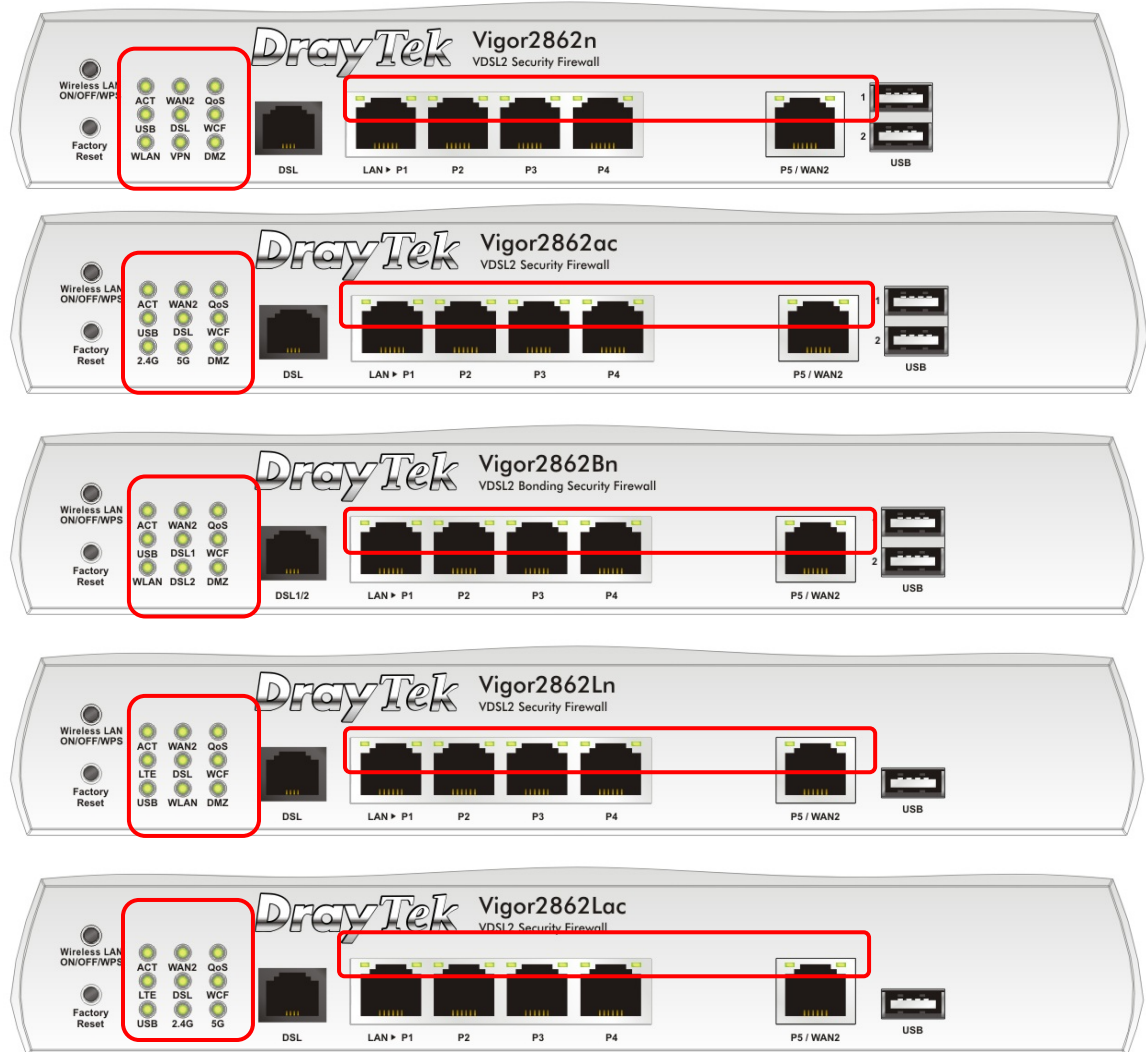 DrayTek Vigor2862n
VDSL2 Security Firewall
Wireless LAN
ON/OFF/WPS
Factory
Reset
ACT WAN2 QoS
USB DSL WCF
WLAN VPN DMZ
DSL
LAN ▶ P1 P2 P3 P4
P5 / WAN2
1
2
USB
DrayTek Vigor2862ac
VDSL2 Security Firewall
Wireless LAN
ON/OFF/WPS
Factory
Reset
ACT WAN2 QoS
USB DSL WCF
2.4G 5G DMZ
DSL
LAN ▶ P1 P2 P3 P4
P5 / WAN2
1
2
USB
DrayTek Vigor2862Bn
VDSL2 Bonding Security Firewall
Wireless LAN
ON/OFF/WPS
Factory
Reset
ACT WAN2 QoS
USB DSL1 WCF
WLAN DSL2 DMZ
DSL1/2
LAN ▶ P1 P2 P3 P4
P5 / WAN2
2
USB
DrayTek Vigor2862Ln
VDSL2 Security Firewall
Wireless LAN
ON/OFF/WPS
Factory
Reset
ACT WAN2 QoS
LTE DSL WCF
USB WLAN DMZ
DSL
LAN ▶ P1 P2 P3 P4
P5 / WAN2
USB
DrayTek Vigor2862Lac
VDSL2 Security Firewall
Wireless LAN
ON/OFF/WPS
Factory
Reset
ACT WAN2 QoS
LTE DSL WCF
USB 2.4G 5G
DSL
LAN ▶ P1 P2 P3 P4
P5 / WAN2
USB